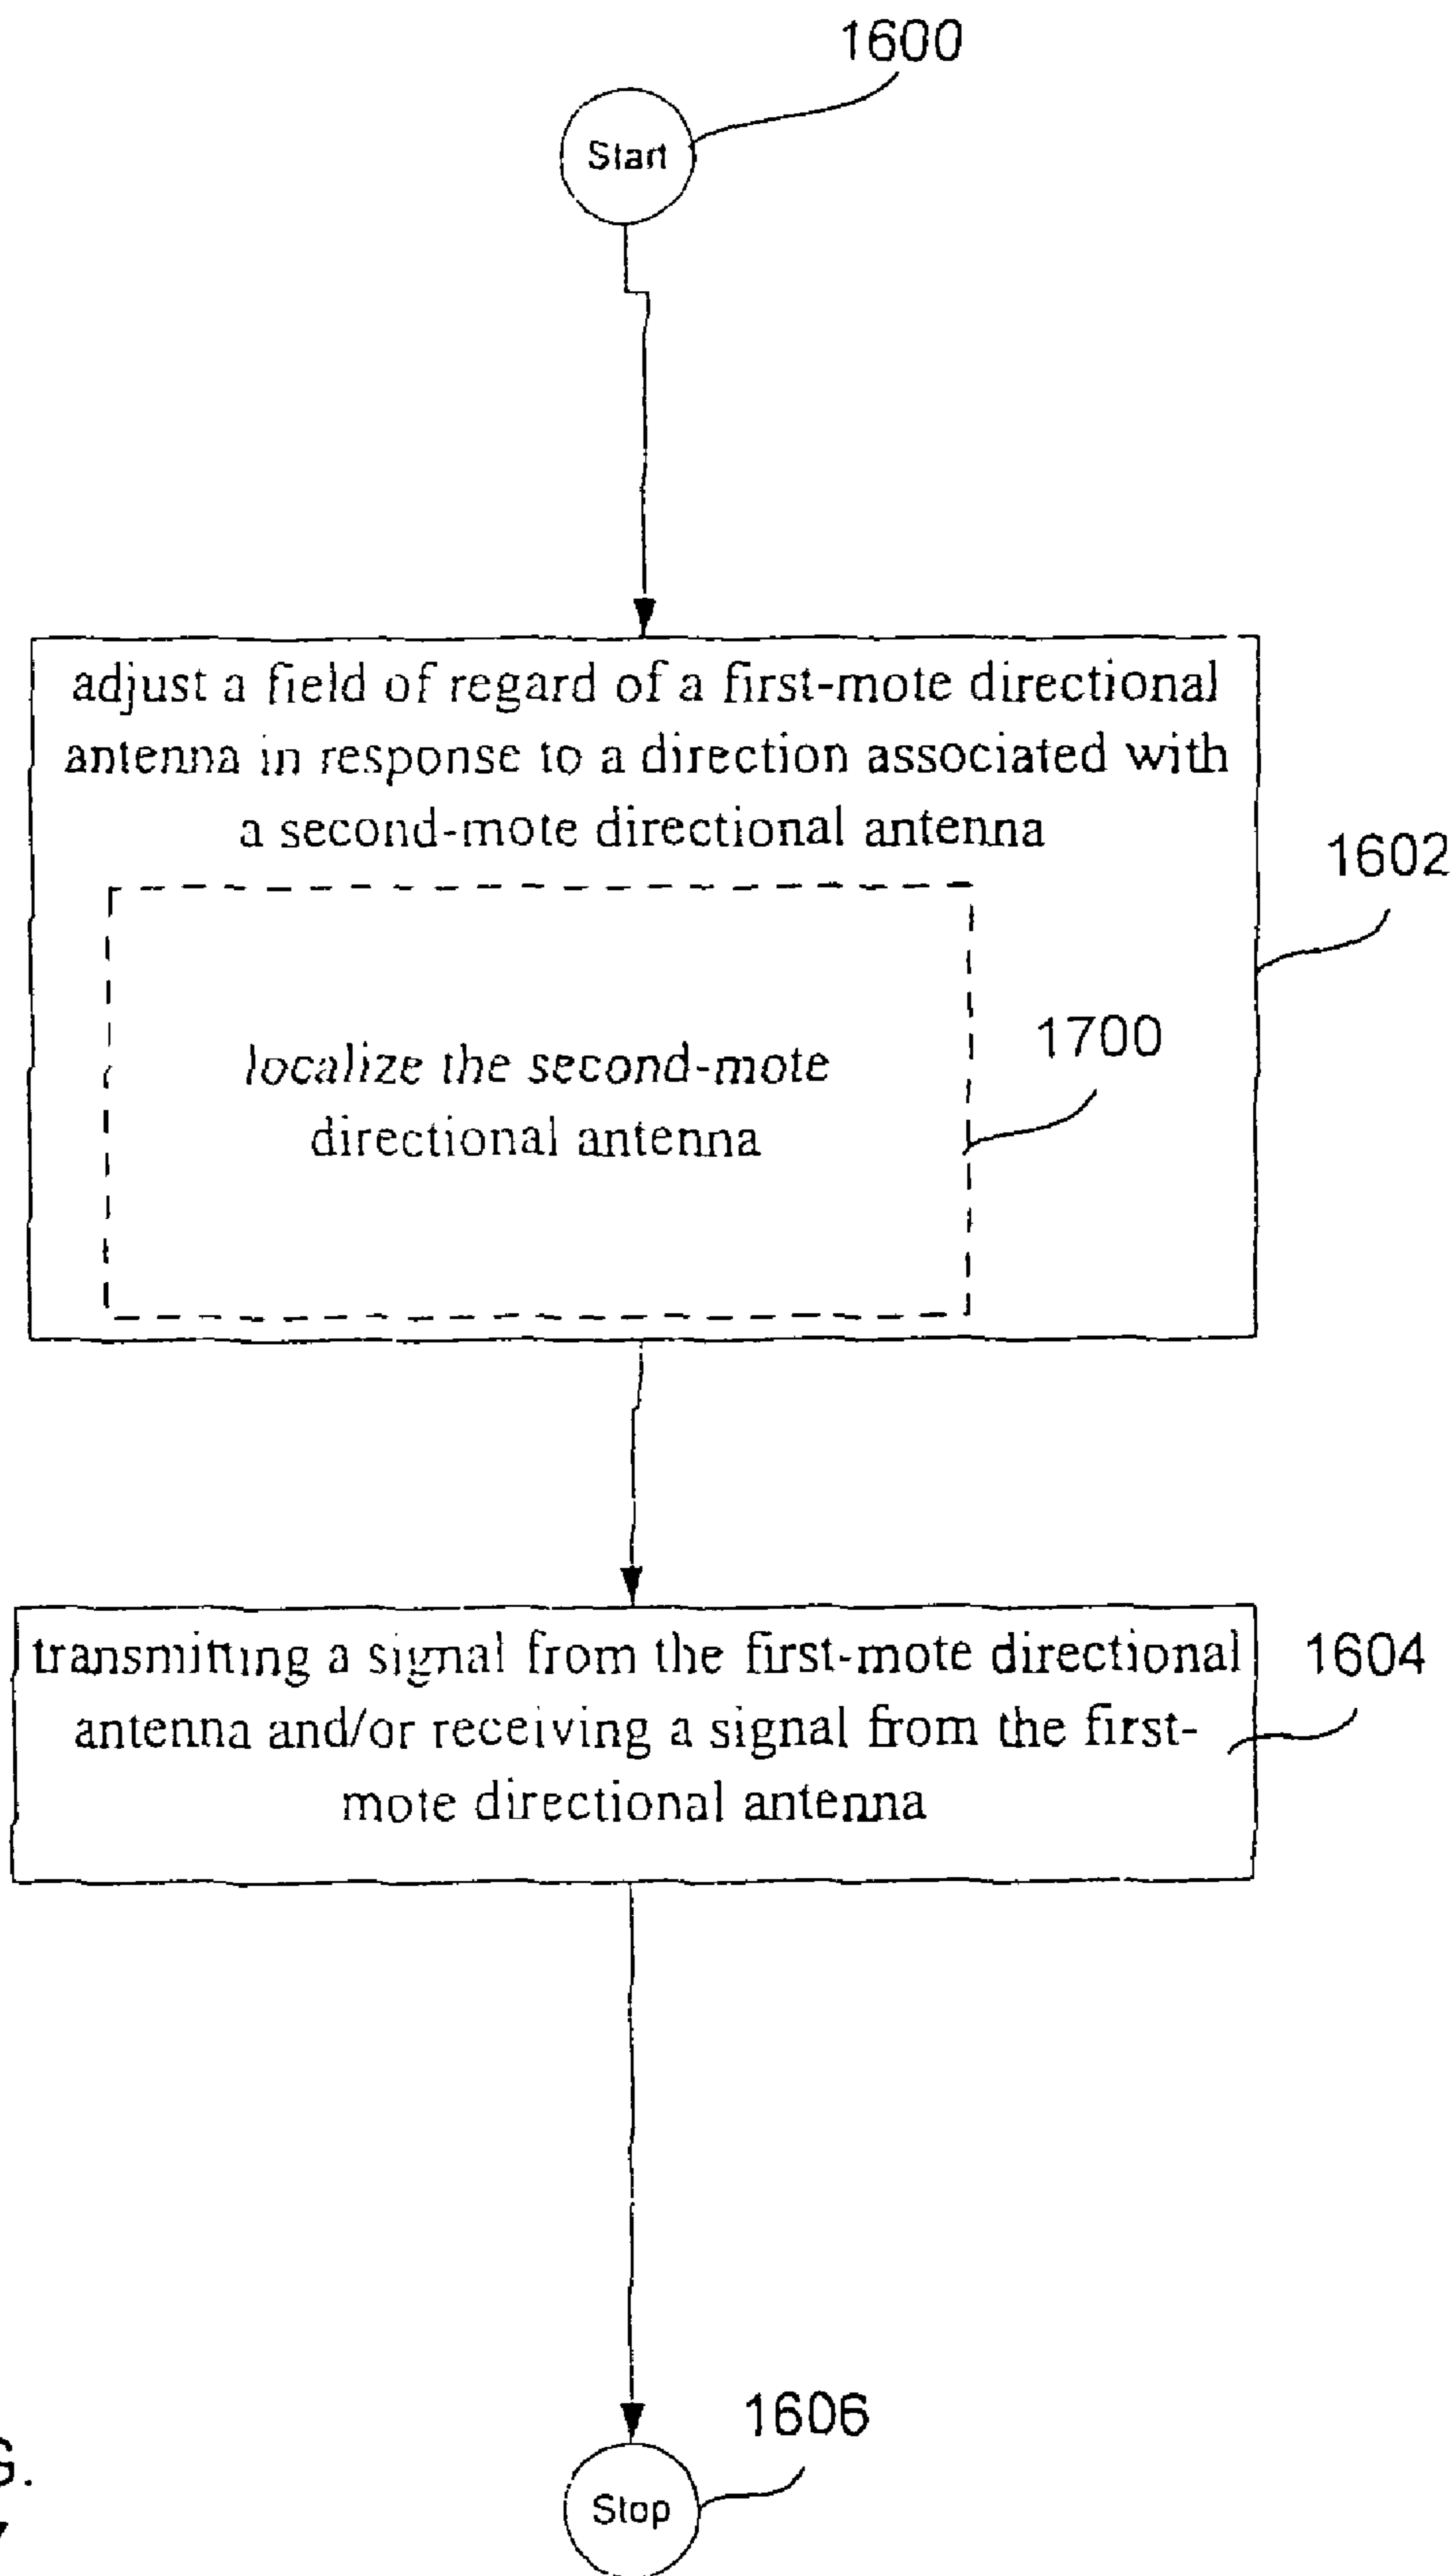 1600
Start
adjust a field of regard of a first-mote directional
antenna in response to a direction associated with
a second-mote directional antenna
1602
1700
localize the second-mote
directional antenna
transmitting a signal from the first-mote directional
antenna and/or receiving a signal from the first-
mote directional antenna
1604
1606
Stop